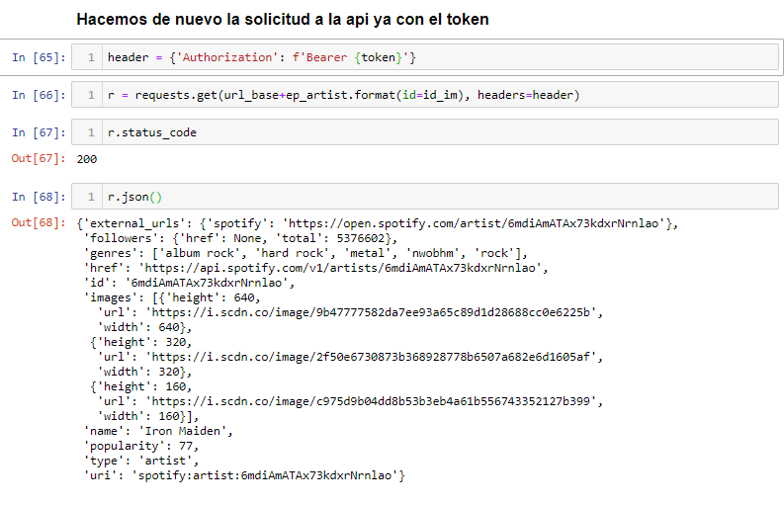 Hacemos de nuevo la solicitud a la api ya con el token
In [65]: 1 header = {'Authorization': f'Bearer {token}'}
In [66]: 1 r = requests.get(url_base+ep_artist.format(id=id_im), headers=header)
In [67]: 1 r.status_code
Out[67]: 200
In [68]: 1 r.json()
Out[68]: {'external_urls': {'spotify': 'https://open.spotify.com/artist/6mdiAmATAx73kdxrNrnlao'},
'followers': {'href': None, 'total': 5376602},
'genres': ['album rock', 'hard rock', 'metal', 'nwobhm', 'rock'],
'href': 'https://api.spotify.com/v1/artists/6mdiAmATAx73kdxrNrnlao',
'id': '6mdiAmATAx73kdxrNrnlao',
'images': [{'height': 640,
'url': 'https://i.scdn.co/image/9b47777582da7ee93a65c89d1d28688cc0e6225b',
'width': 640},
{'height': 320,
'url': 'https://i.scdn.co/image/2f50e6730873b368928778b6507a682e6d1605af',
'width': 320},
{'height': 160,
'url': 'https://i.scdn.co/image/c975d9b04dd8b53b3eb4a61b556743352127b399',
'width': 160}],
'name': 'Iron Maiden',
'popularity': 77,
'type': 'artist',
'uri': 'spotify:artist:6mdiAmATAx73kdxrNrnlao'}